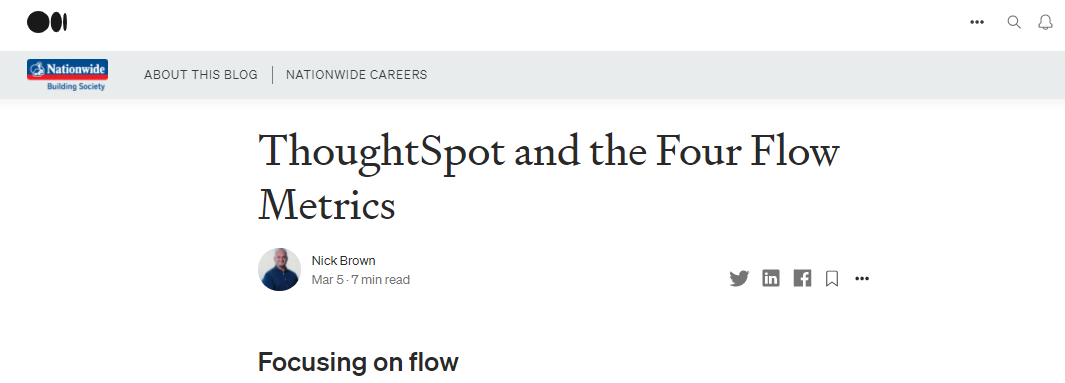 Nationwide
Building Society
ABOUT THIS BLOG
NATIONWIDE CAREERS
ThoughtSpot and the Four Flow
Metrics
Nick Brown
Mar 5 · 7 min read
Focusing on flow